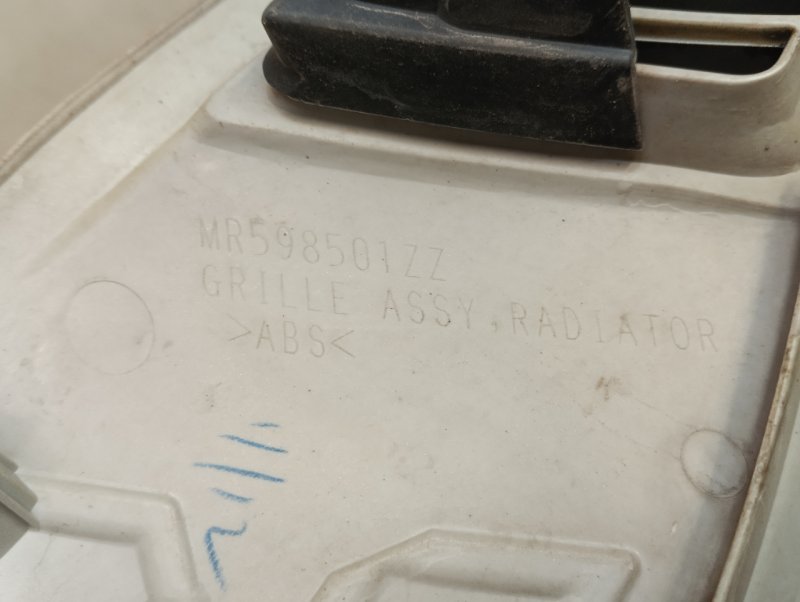 MR598501ZZ
GRILLE ASSY,RADIATOR
>ABS<